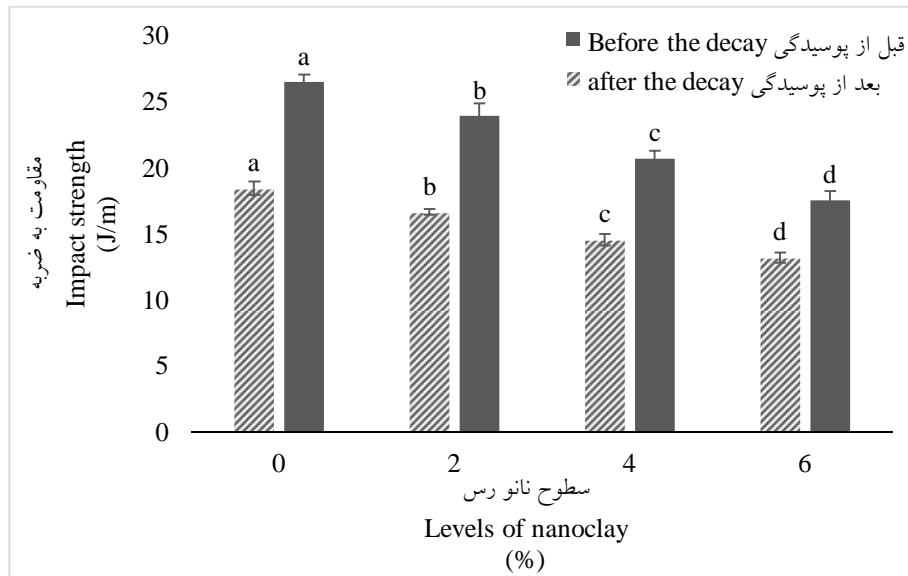 قبل از پوسیدگی Before the decay
بعد از پوسیدگی after the decay
مقاومت به ضربه
Impact strength
(J/m)
30
25
20
15
10
5
0
a
a
b
b
c
c
d
d
0 2 4 6
سطوح نانو رس
Levels of nanoclay
(%)